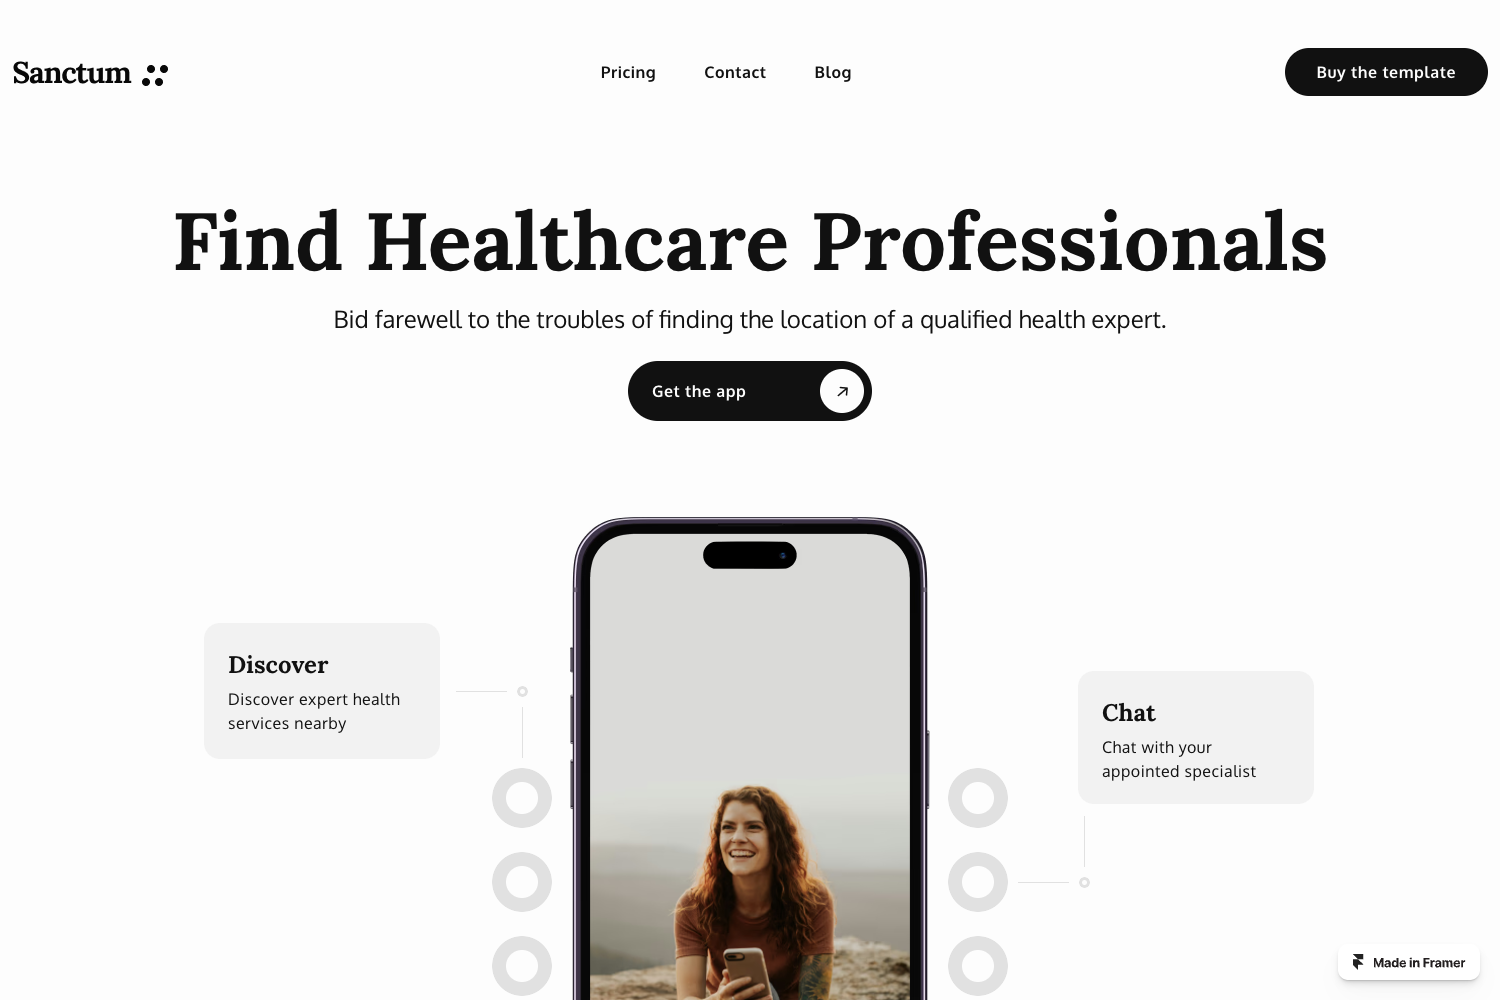 Sanctum
Pricing
Contact
Blog
Buy the template
Find Healthcare Professionals
Bid farewell to the troubles of finding the location of a qualified health expert.
Get the app
Discover
Discover expert health
services nearby
Chat
Chat with your
appointed specialist
Made in Framer